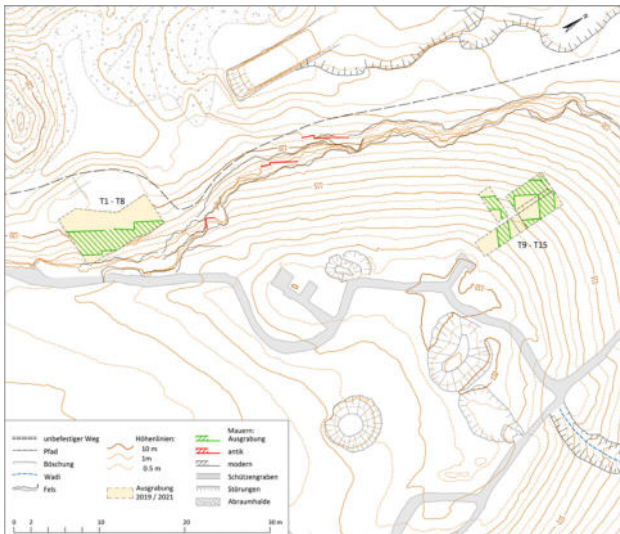 T1 - T8
T9 - T15
unbefestiger Weg
Pfad
Böschung
Wadi
Fels
Höhenlinien:
10 m
1m
0.5 m
Ausgrabung
2019 / 2021
Mauern:
Ausgrabung
antik
modern
Schützengraben
Störungen
Abraumhalde
0 2 10 20 30 m